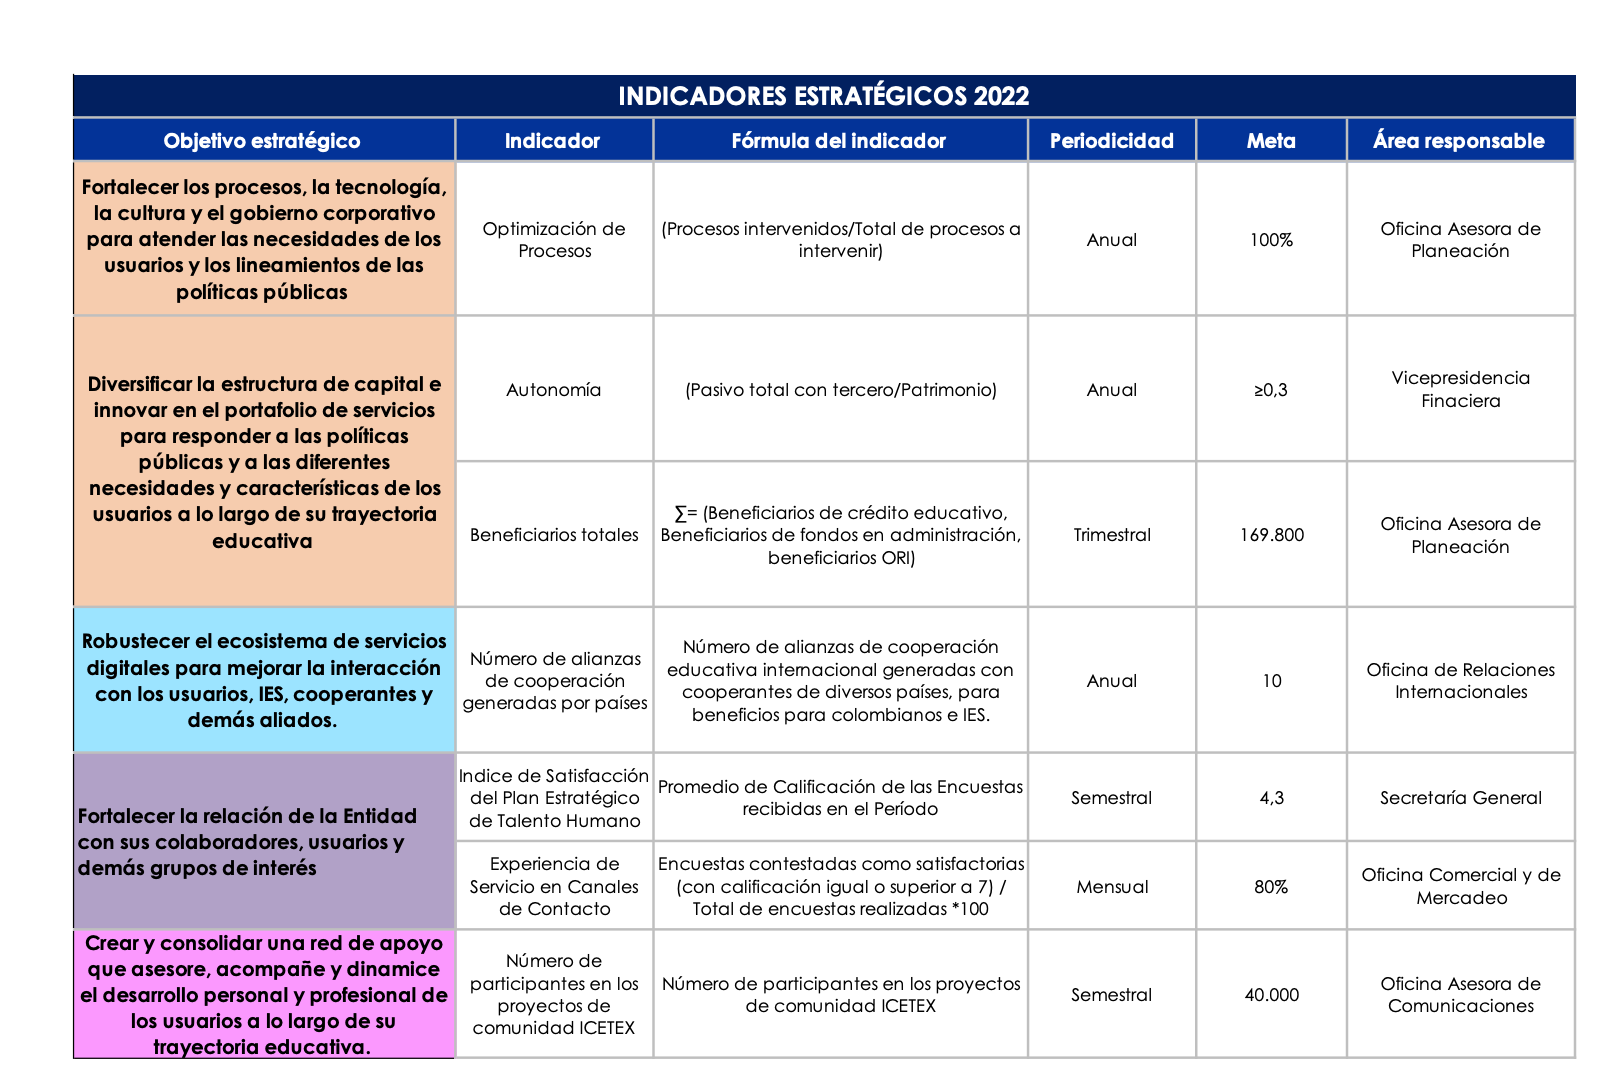 INDICADORES ESTRATÉGICOS 2022
Objetivo estratégico
Indicador
Fórmula del indicador
Periodicidad
Meta
Área responsable
Fortalecer los procesos, la tecnología,
la cultura y el gobierno corporativo
para atender las necesidades de los
usuarios y los lineamientos de las
políticas públicas
Optimización de
Procesos
(Procesos intervenidos/Total de procesos a
intervenir)
Anual
100%
Oficina Asesora de
Planeación
Diversificar la estructura de capital e
innovar en el portafolio de servicios
para responder a las políticas
públicas y a las diferentes
necesidades y características de los
usuarios a lo largo de su trayectoria
educativa
Autonomía
(Pasivo total con tercero/Patrimonio)
Anual
≥0,3
Vicepresidencia
Finaciera
Beneficiarios totales
∑= (Beneficiarios de crédito educativo,
Beneficiarios de fondos en administración,
beneficiarios ORI)
Trimestral
169.800
Oficina Asesora de
Planeación
Robustecer el ecosistema de servicios
digitales para mejorar la interacción
con los usuarios, IES, cooperantes y
demás aliados.
Número de alianzas
de cooperación
generadas por países
Número de alianzas de cooperación
educativa internacional generadas con
cooperantes de diversos países, para
beneficios para colombianos e IES.
Anual
10
Oficina de Relaciones
Internacionales
Fortalecer la relación de la Entidad
con sus colaboradores, usuarios y
demás grupos de interés
Indice de Satisfacción
del Plan Estratégico
de Talento Humano
Promedio de Calificación de las Encuestas
recibidas en el Período
Semestral
4,3
Secretaría General
Experiencia de
Servicio en Canales
de Contacto
Encuestas contestadas como satisfactorias
(con calificación igual o superior a 7) /
Total de encuestas realizadas *100
Mensual
80%
Oficina Comercial y de
Mercadeo
Crear y consolidar una red de apoyo
que asesore, acompañe y dinamice
el desarrollo personal y profesional de
los usuarios a lo largo de su
trayectoria educativa.
Número de
participantes en los
proyectos de
comunidad ICETEX
Número de participantes en los proyectos
de comunidad ICETEX
Semestral
40.000
Oficina Asesora de
Comunicaciones